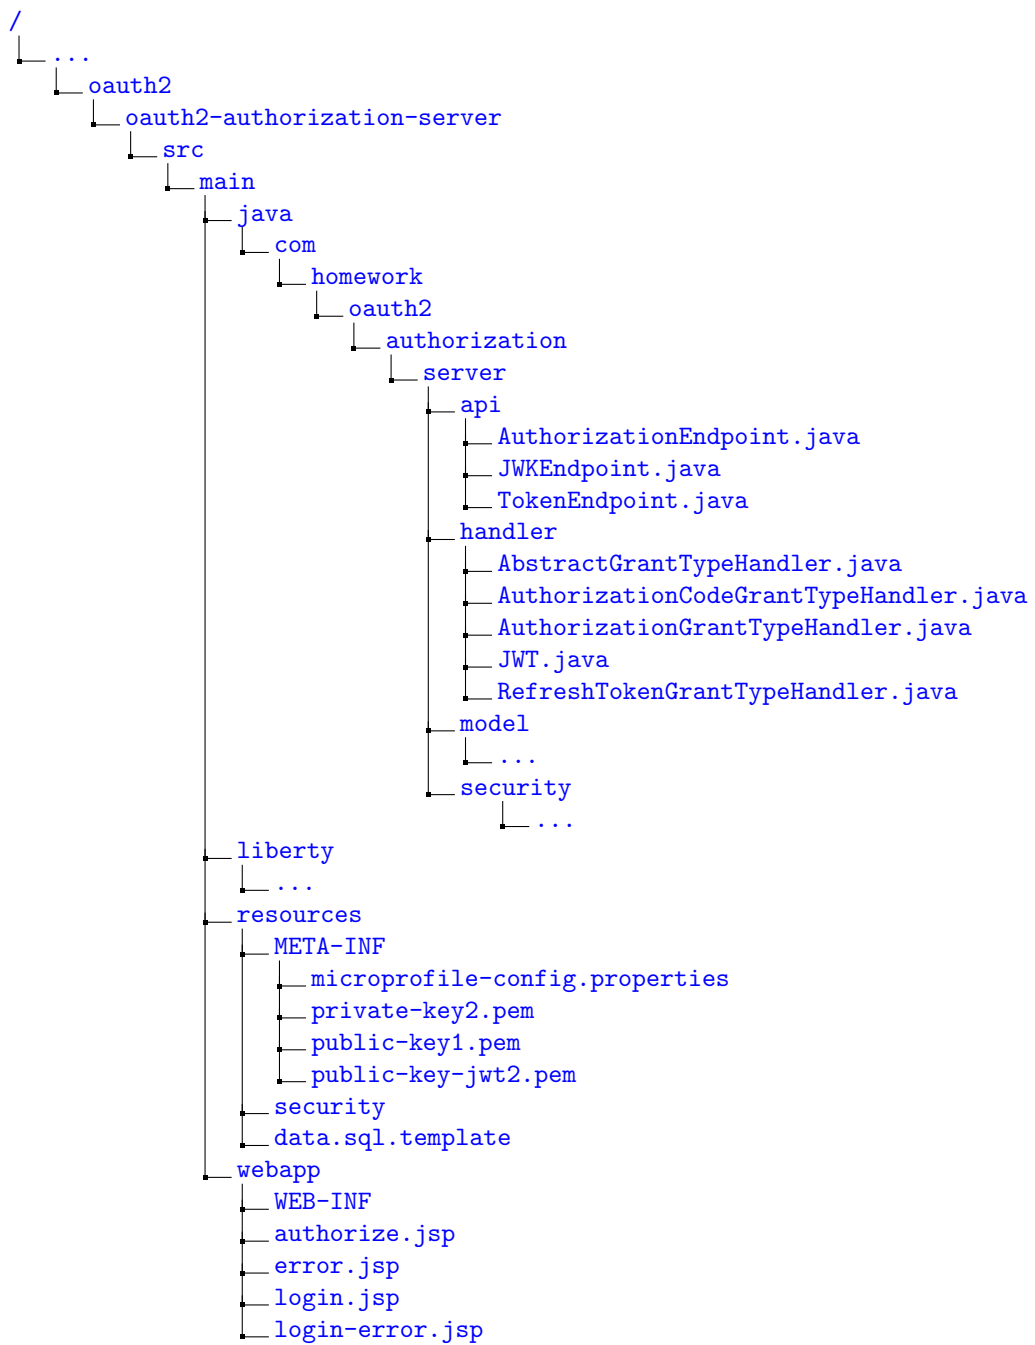 /
...
oauth2
oauth2-authorization-server
src
main
java
com
homework
oauth2
authorization
server
api
AuthorizationEndpoint.java
JWKEndpoint.java
TokenEndpoint.java
handler
AbstractGrantTypeHandler.java
AuthorizationCodeGrantTypeHandler.java
AuthorizationGrantTypeHandler.java
JWT.java
RefreshTokenGrantTypeHandler.java
model
...
security
...
liberty
...
resources
META-INF
microprofile-config.properties
private-key2.pem
public-key1.pem
public-key-jwt2.pem
security
data.sql.template
webapp
WEB-INF
authorize.jsp
error.jsp
login.jsp
login-error.jsp